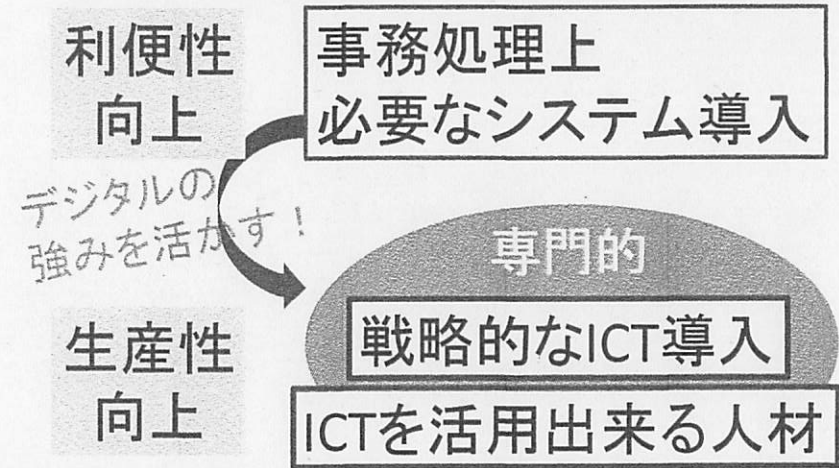 利便性
向上
事務処理上
必要なシステム導入
デジタルの
強みを活かす！
専門的
生産性
向上
戦略的なICT導入
ICTを活用出来る人材